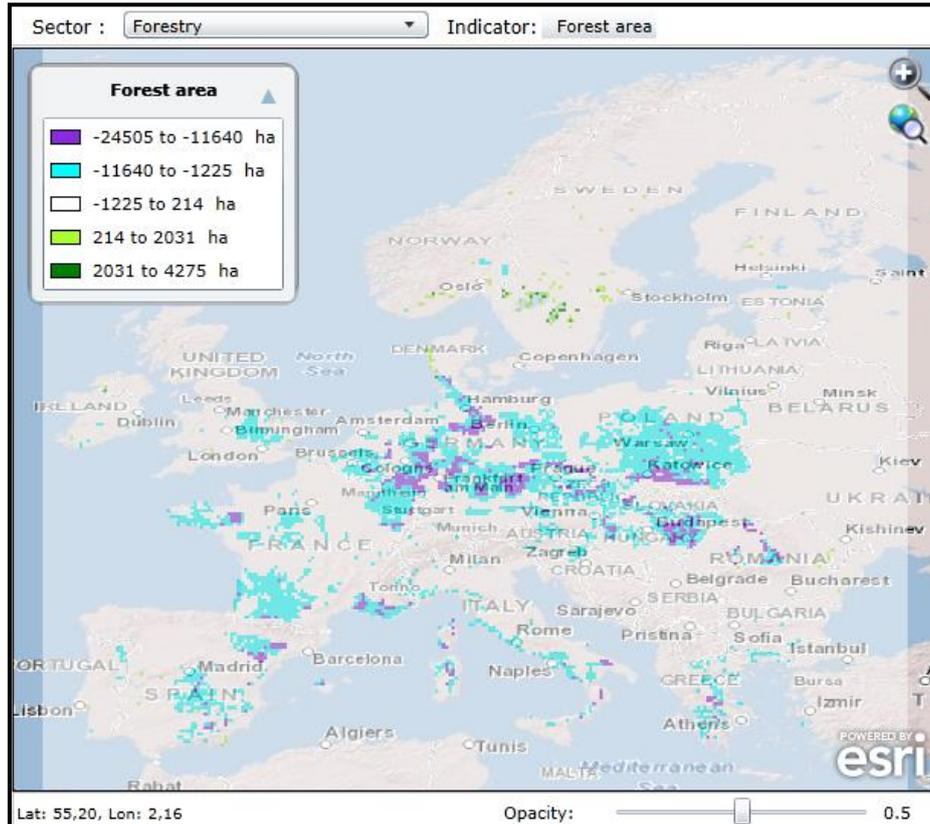 Sector : Forestry Indicator: Forest area
Forest area
-24505 to -11640 ha
-11640 to -1225 ha
-1225 to 214 ha
214 to 2031 ha
2031 to 4275 ha
SWEDEN
FINLAND
NORWAY
Helsinki
Saint
Oslo
Stockholm
ESTONIA
DENMARK
Riga LATVIA
UNITED KINGDOM
North Sea
Copenhagen
LITHUANIA
Vilnius
Minsk
BELARUS
Leeds
Manchester
Hamburg
IRELAND
Dublin
Birmingham
Amsterdam
Berlin
POLAND
GERMANY
Warsaw
London
Brussels
Cologne
Prague
Katowice
Kiev
Frankfurt am Main
Mannheim
REPUBLIC
SLOVAKIA
UKRAI
Paris
Stuttgart
Vienna
Budapest
Kishinev
Munich
AUSTRIA
HUNGARY
FRANCE
Zagreb
ROMANIA
Milan
CROATIA
Belgrade
Bucharest
Torino
SERBIA
ITALY
Sarajevo
BULGARIA
Rome
Pristina
Sofia
Istanbul
ORTUGAL
Madrid
Barcelona
Naples
GREECE
Bursa
SPAIN
Izmir
T
Lisbon
Athens
Algiers
Tunis
POWERED BY
esri
MALTA
Mediterranean Sea
Rabat
Lat: 55,20, Lon: 2,16 Opacity: 0.5